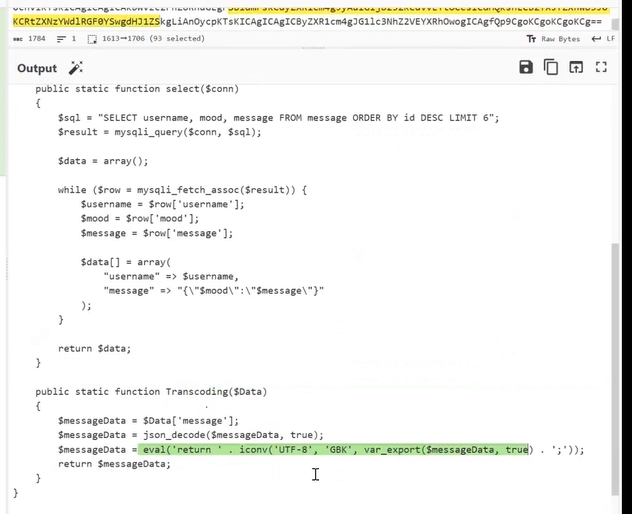 KCRtZXNzYWdlRGF0YSwgdHJ1ZSkgLiAnOycpKTsKICAgICAgICByZXR1cm4gJG1lc3NhZ2VEYXRhOwogICAgfQp9CgoKCgoKCgoKCg==
REC 1784 1 1613→1706 (93 selected) Tт Raw Bytes ↵ LF
Output
public static function select($conn)
{
$sql = "SELECT username, mood, message FROM message ORDER BY id DESC LIMIT 6";
$result = mysqli_query($conn, $sql);
$data = array();
while ($row = mysqli_fetch_assoc($result)) {
$username = $row['username'];
$mood = $row['mood'];
$message = $row['message'];
$data[] = array(
"username" => $username,
"message" => "{\"$mood\":\"$message\"}"
);
}
return $data;
}
public static function Transcoding($Data)
{
$messageData = $Data['message'];
$messageData = json_decode($messageData, true);
$messageData = eval('return ' . iconv('UTF-8', 'GBK', var_export($messageData, true) . ';'));
return $messageData;
}
}